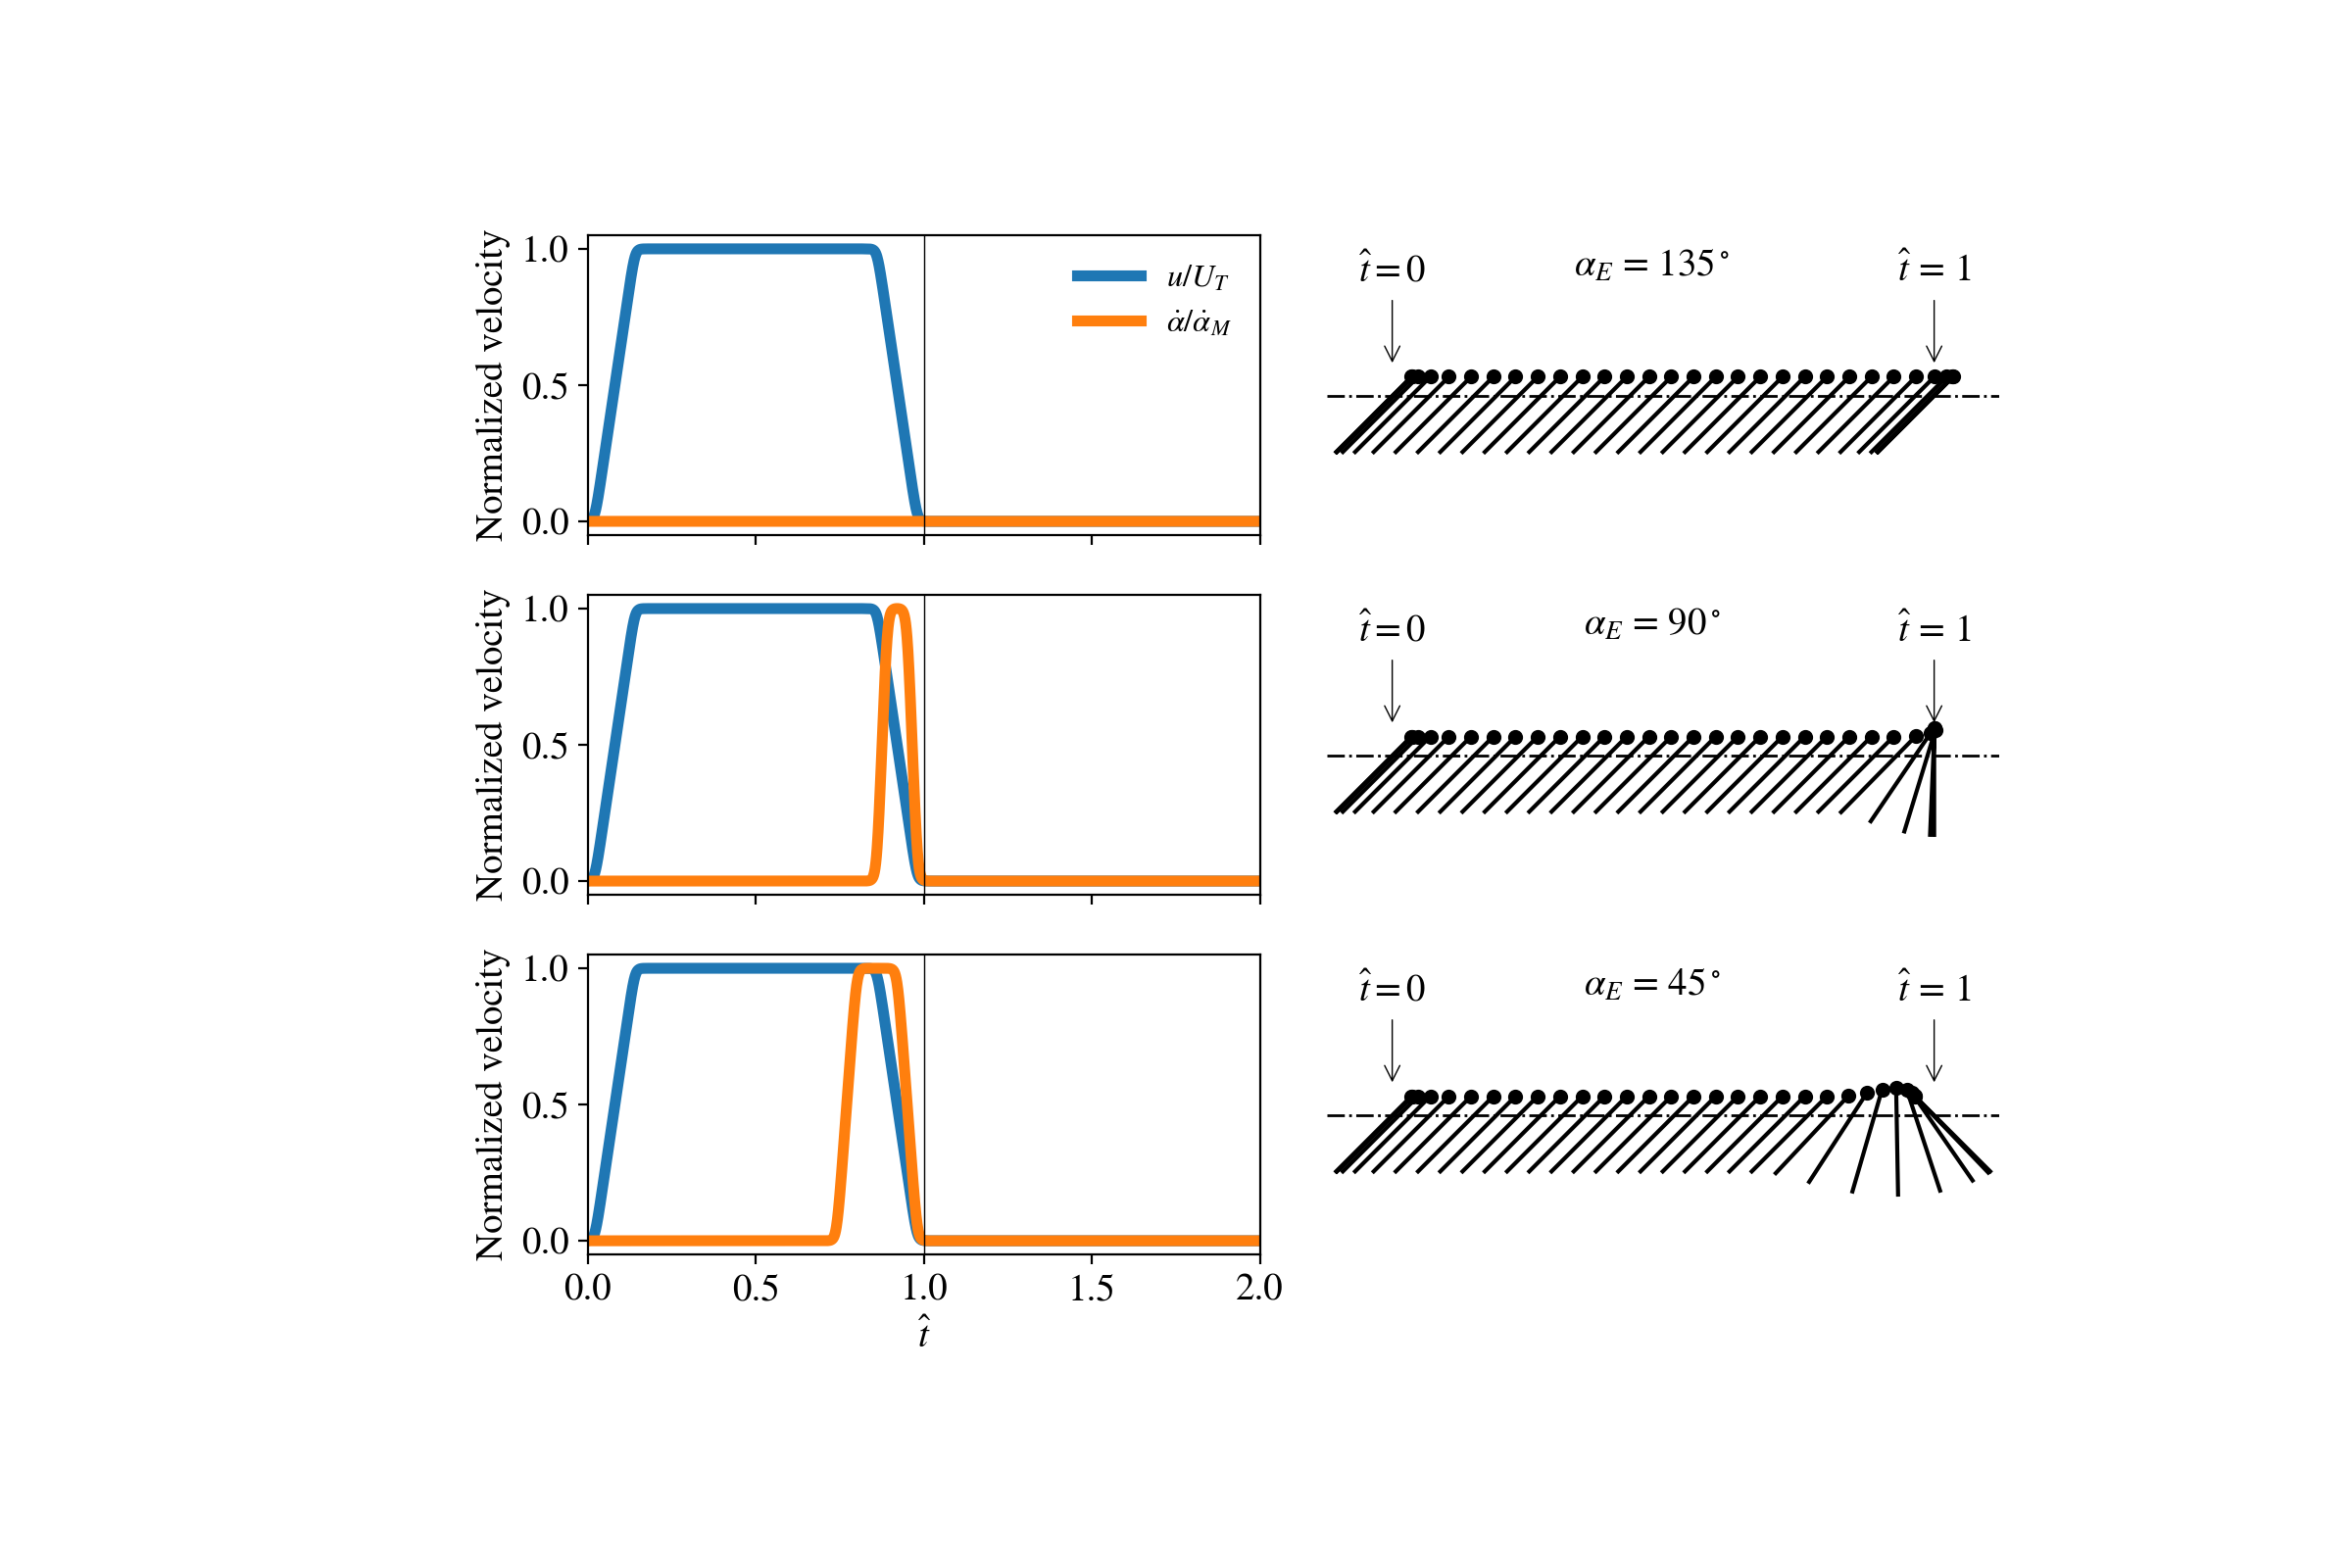 Normalized velocity
1.0
0.5
0.0
u/U_T
α̇/α̇_M
t̂ = 0
α_E = 135°
t̂ = 1
Normalized velocity
1.0
0.5
0.0
t̂ = 0
α_E = 90°
t̂ = 1
Normalized velocity
1.0
0.5
0.0
0.0 0.5 1.0 1.5 2.0
t̂
t̂ = 0
α_E = 45°
t̂ = 1